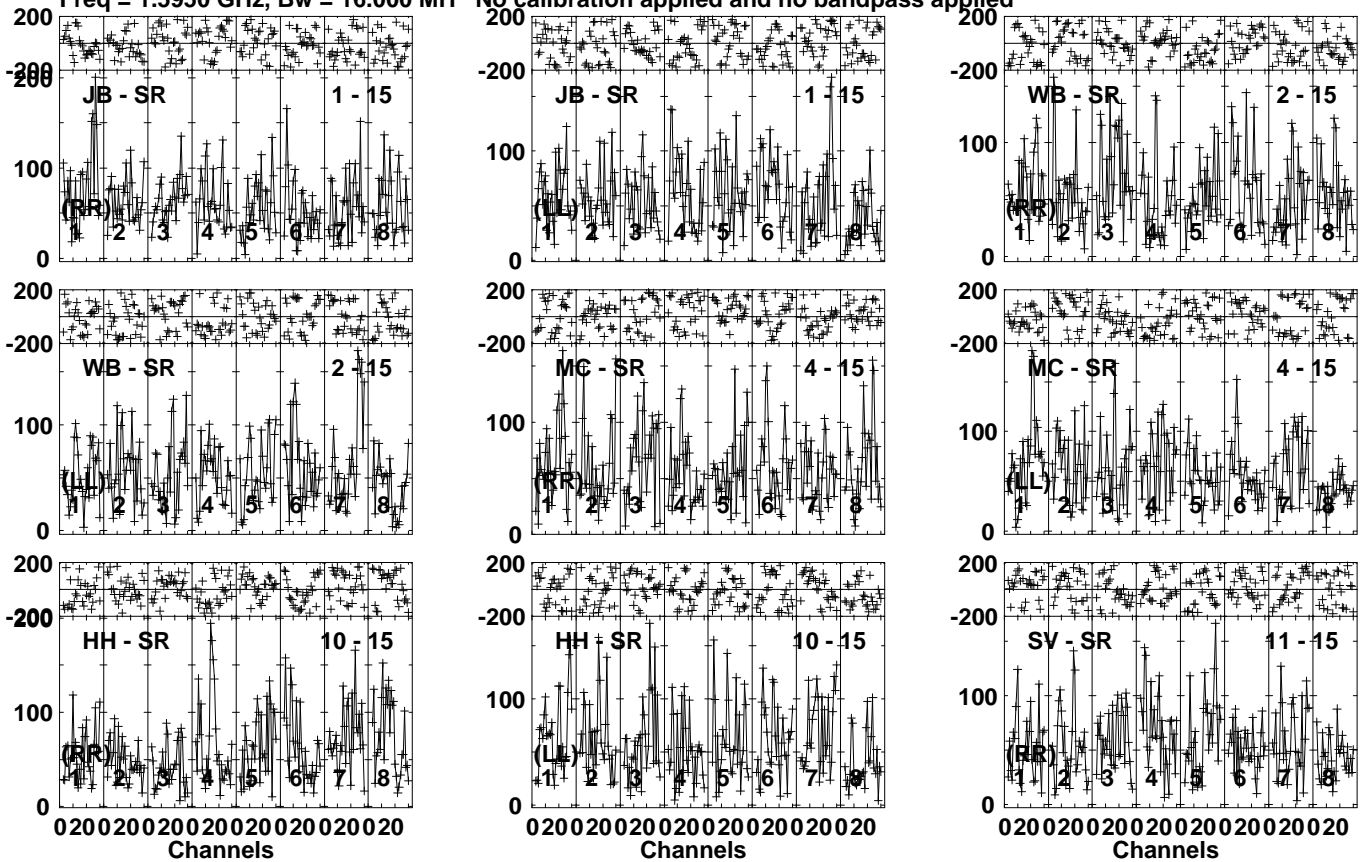 Freq = 1.5950 GHz, Bw = 16.000 MH No calibration applied and no bandpass applied
-200 -200 200
200 -200
JB - SR 1 - 15 JB - SR 1 - 15 WB - SR 2 - 15
100 100 100
(RR) (LL) (RR)
1 2 3 4 5 6 7 8 1 2 3 4 5 6 7 8 1 2 3 4 5 6 7 8
0 0 0
200 200 200
-200 -200 -200
WB - SR 2 - 15 MC - SR 4 - 15 MC - SR 4 - 15
100 100 100
(LL) (RR) (LL)
1 2 3 4 5 6 7 8 1 2 3 4 5 6 7 8 1 2 3 4 5 6 7 8
0 0 0
200 200 200
-200 -200 -200
200
HH - SR 10 - 15 HH - SR 10 - 15 SV - SR 11 - 15
100 100 100
(RR) (LL) (RR)
1 2 3 4 5 6 7 8 1 2 3 4 5 6 7 8 1 2 3 4 5 6 7 8
0 0 0
0 20 0 20 0 20 0 20 0 20 0 20 0 20 0 20 0 20 0 20 0 20 0 20 0 20 0 20 0 20 0 20 0 20 0 20 0 20 0 20 0 20 0 20 0 20 0 20
Channels Channels Channels